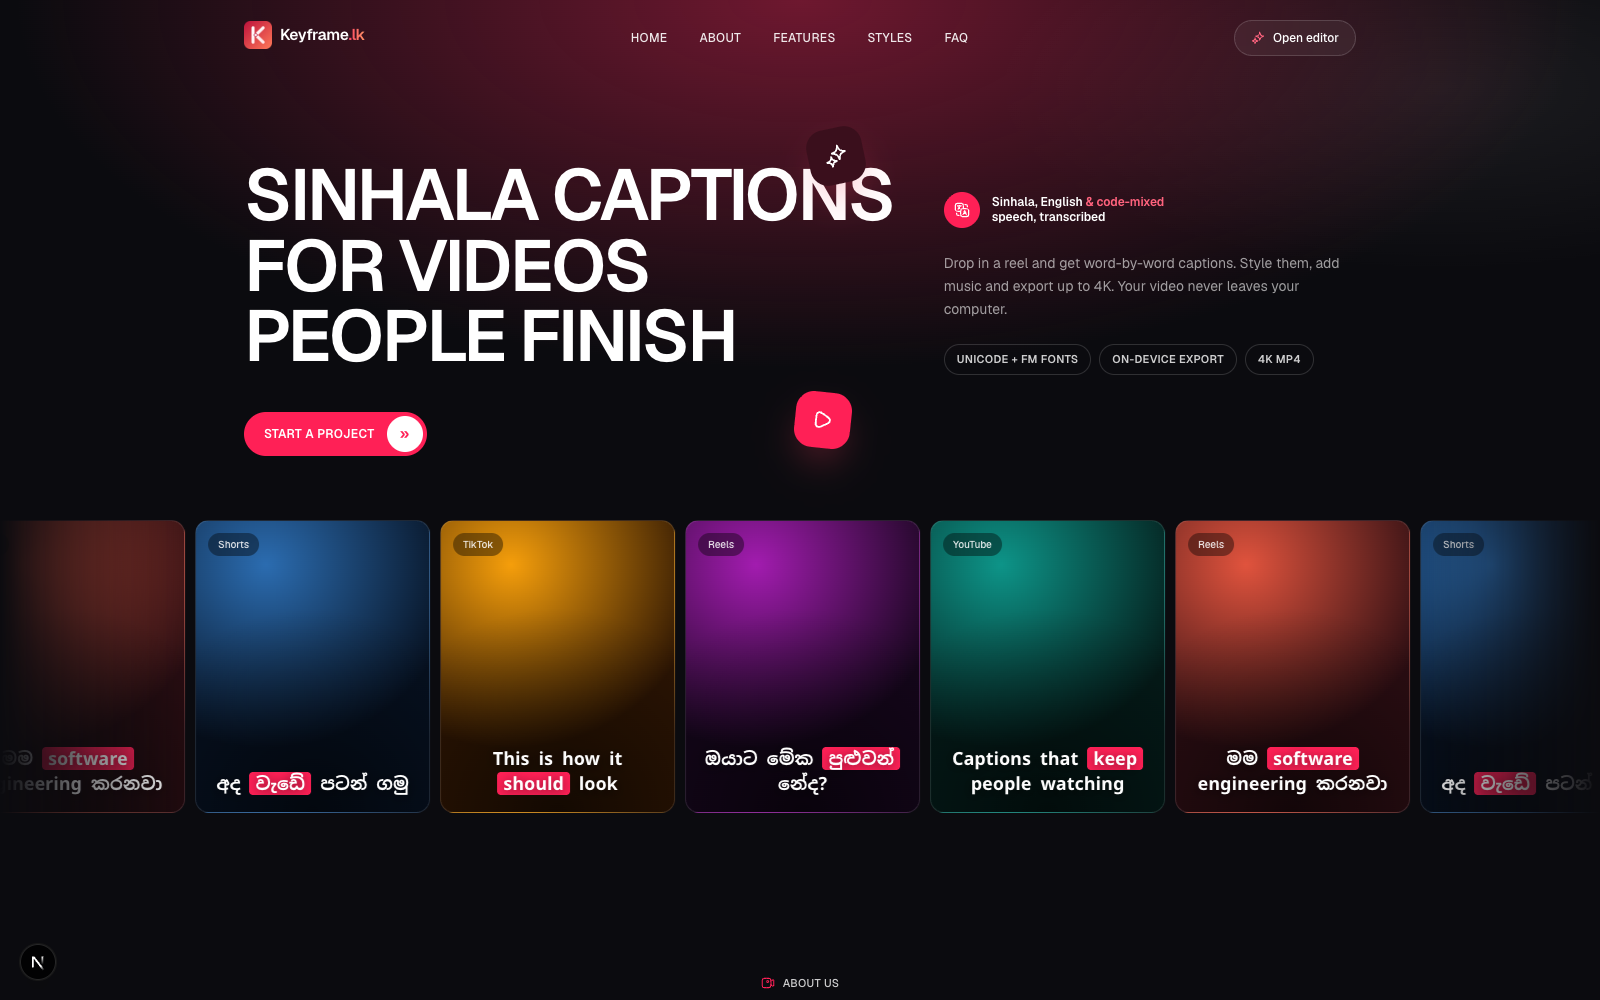 Keyframe.lk
HOME
ABOUT
FEATURES
STYLES
FAQ
Open editor
SINHALA CAPTIONS
FOR VIDEOS
PEOPLE FINISH
START A PROJECT
Sinhala, English & code-mixed
speech, transcribed
Drop in a reel and get word-by-word captions. Style them, add
music and export up to 4K. Your video never leaves your
computer.
UNICODE + FM FONTS
ON-DEVICE EXPORT
4K MP4
මම software
engineering කරනවා
Shorts
අද වැඩේ පටන් ගමු
TikTok
This is how it
should look
Reels
ඔයාට මේක පුළුවන්
නේද?
YouTube
Captions that keep
people watching
Reels
මම software
engineering කරනවා
Shorts
අද වැඩේ පටන්
ABOUT US